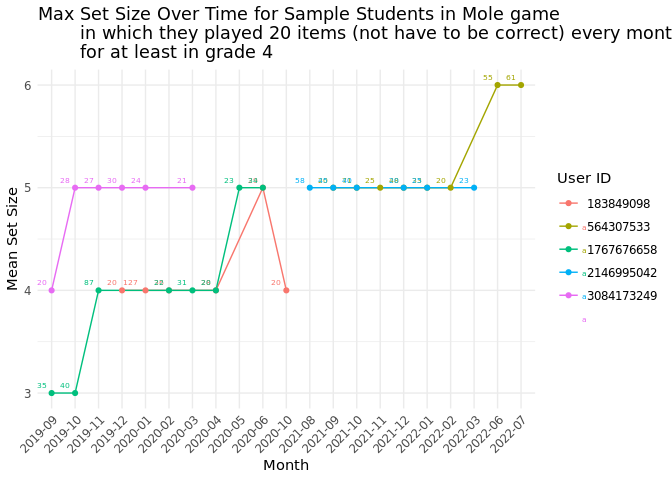 Max Set Size Over Time for Sample Students in Mole game
in which they played 20 items (not have to be correct) every mont
for at least in grade 4
6
5
4
3
Mean Set Size
55 61
20 28 27 30 24 21
23 58 25 20 23
87 20 127 31 20
35 40
2019-09
2019-10
2019-11
2019-12
2020-01
2020-02
2020-03
2020-04
2020-05
2020-06
2020-10
2021-08
2021-09
2021-10
2021-11
2021-12
2022-01
2022-02
2022-03
2022-06
2022-07
Month
User ID
183849098
a 564307533
a 1767676658
a 2146995042
a 3084173249
a